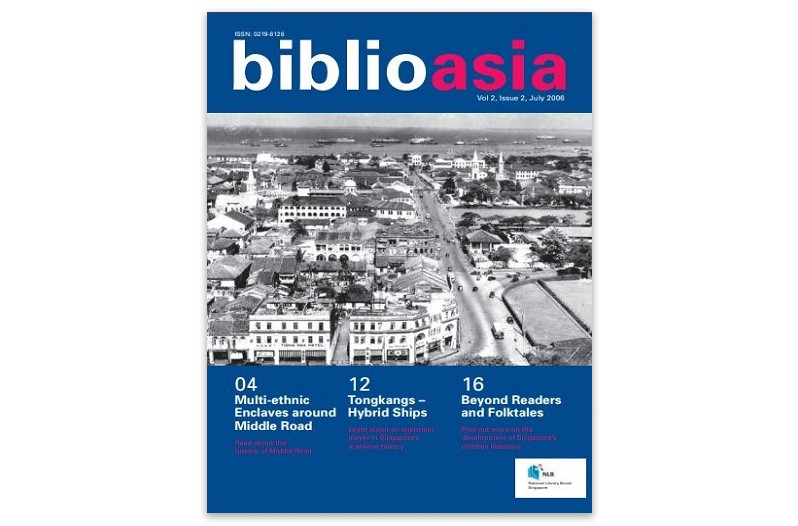 ISSN: 0219-8126
biblioasia
Vol 2, Issue 2, July 2006
04
Multi-ethnic
Enclaves around
Middle Road
Read about the
history of Middle Road
12
Tongkangs –
Hybrid Ships
Learn about an important
player in Singapore's
maritime history
16
Beyond Readers
and Folktales
Find out more on the
development of Singapore's
children literature
NLB
National Library Board
Singapore